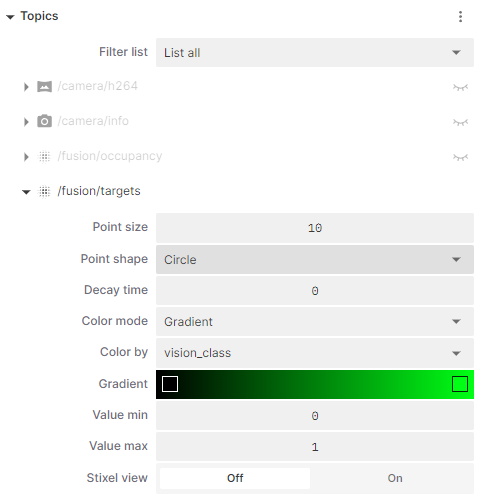 Topics
Filter list List all
/camera/h264
/camera/info
/fusion/occupancy
/fusion/targets
Point size 10
Point shape Circle
Decay time 0
Color mode Gradient
Color by vision_class
Gradient
Value min 0
Value max 1
Stixel view Off On